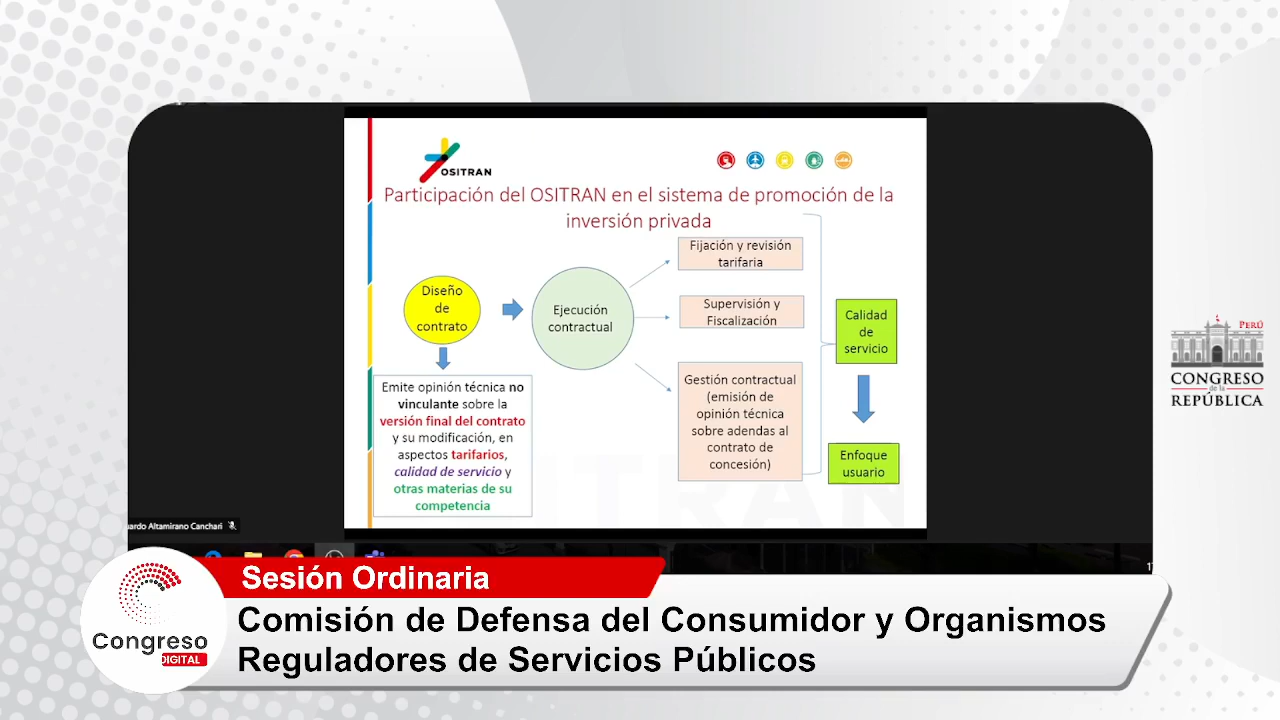 OSITRAN
Participación del OSITRAN en el sistema de promoción de la
inversión privada
Diseño
de
contrato
Ejecución
contractual
Fijación y revisión
tarifaria
Supervisión y
Fiscalización
Gestión contractual
(emisión de
opinión técnica
sobre adendas al
contrato de
concesión)
Calidad
de
servicio
Enfoque
usuario
Emite opinión técnica no
vinculante sobre la
versión final del contrato
y su modificación, en
aspectos tarifarios,
calidad de servicio y
otras materias de su
competencia
Altamirano Canchari
PERÚ
CONGRESO
de la
REPÚBLICA
Sesión Ordinaria
Comisión de Defensa del Consumidor y Organismos
Reguladores de Servicios Públicos
Congreso
DIGITAL